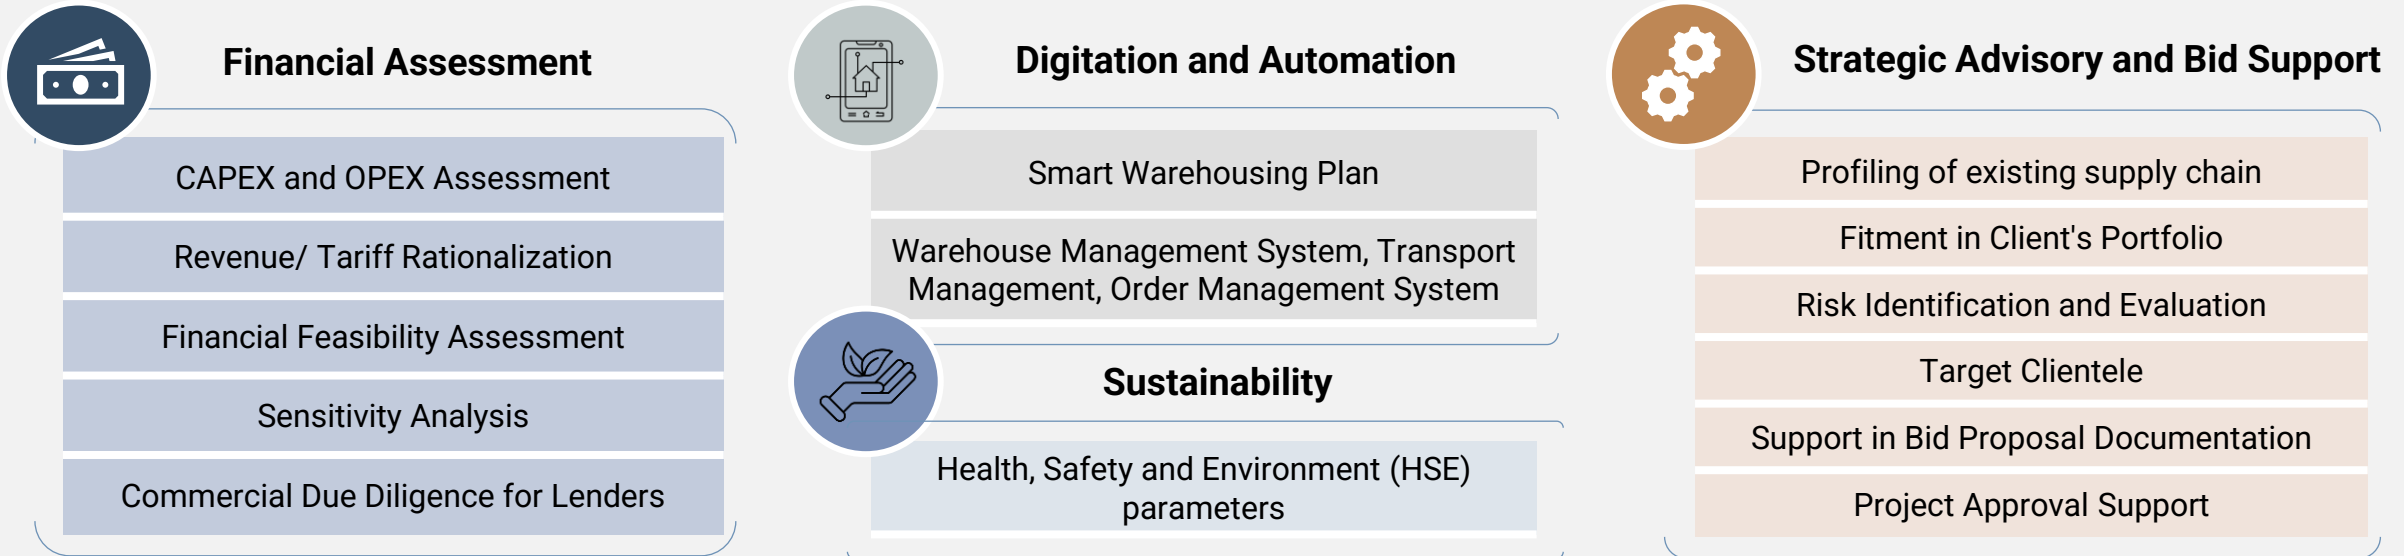 Financial Assessment
CAPEX and OPEX Assessment
Revenue/ Tariff Rationalization
Financial Feasibility Assessment
Sensitivity Analysis
Commercial Due Diligence for Lenders
Digitation and Automation
Smart Warehousing Plan
Warehouse Management System, Transport
Management, Order Management System
Sustainability
Health, Safety and Environment (HSE)
parameters
Strategic Advisory and Bid Support
Profiling of existing supply chain
Fitment in Client's Portfolio
Risk Identification and Evaluation
Target Clientele
Support in Bid Proposal Documentation
Project Approval Support